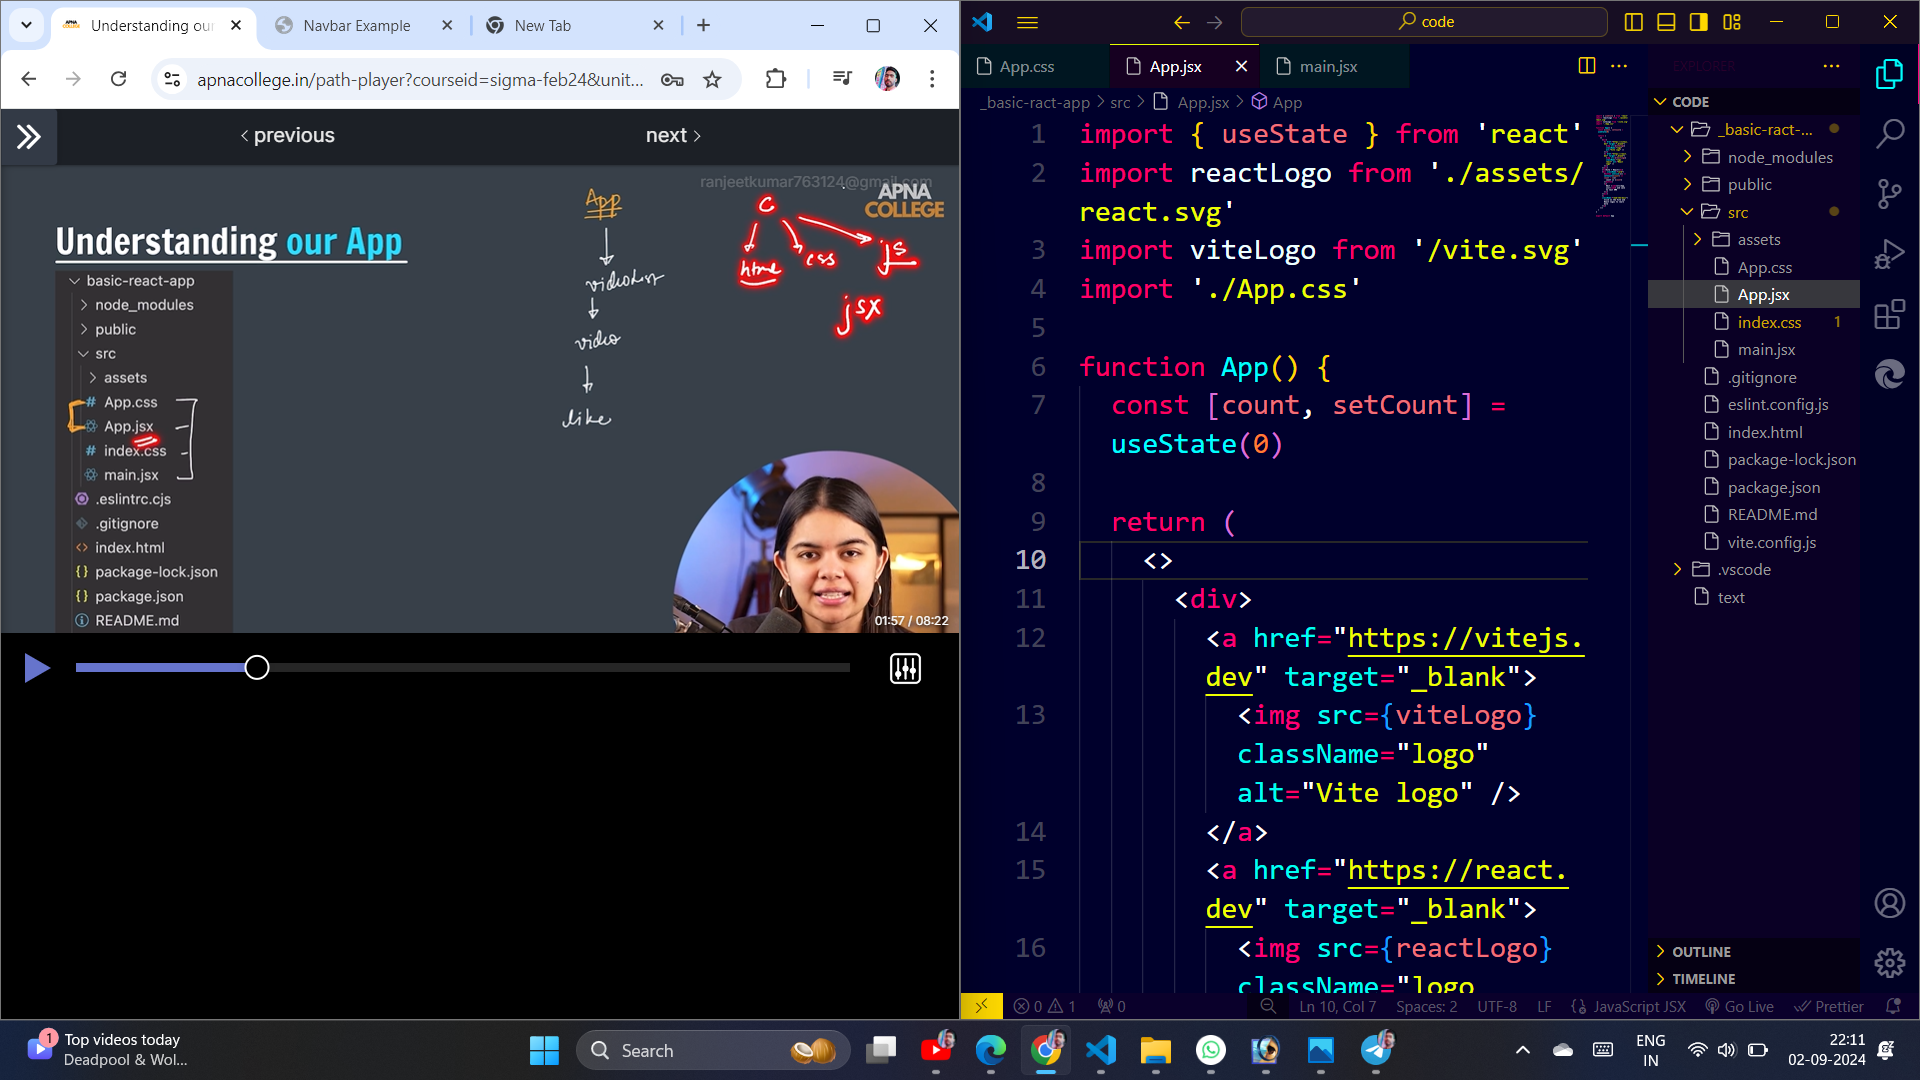 Understanding our
Navbar Example
New Tab
apnacollege.in/path-player?courseid=sigma-feb24&unit...
previous
next
ranjeetkumar763124@gmail.com
APNA
COLLEGE
Understanding our App
basic-react-app
node_modules
public
src
assets
# App.css
App.jsx
# index.css
main.jsx
.eslintrc.cjs
.gitignore
<> index.html
{} package-lock.json
{} package.json
README.md
App
videoList
video
like
C
html
css
js
jsx
01:57 / 08:22
code
App.css
App.jsx
main.jsx
_basic-ract-app > src > App.jsx > App
1 import { useState } from 'react'
2 import reactLogo from './assets/
react.svg'
3 import viteLogo from '/vite.svg'
4 import './App.css'
5
6 function App() {
7 const [count, setCount] =
useState(0)
8
9 return (
10 <>
11 <div>
12 <a href="https://vitejs.
dev" target="_blank">
13 <img src={viteLogo}
className="logo"
alt="Vite logo" />
14 </a>
15 <a href="https://react.
dev" target="_blank">
16 <img src={reactLogo}
className="logo
EXPLORER
CODE
_basic-ract-...
node_modules
public
src
assets
App.css
App.jsx
index.css 1
main.jsx
.gitignore
eslint.config.js
index.html
package-lock.json
package.json
README.md
vite.config.js
.vscode
text
OUTLINE
TIMELINE
0 1 0
Ln 10, Col 7 Spaces: 2 UTF-8 LF {} JavaScript JSX Go Live Prettier
1
Top videos today
Deadpool & Wol...
Search
ENG
IN
22:11
02-09-2024